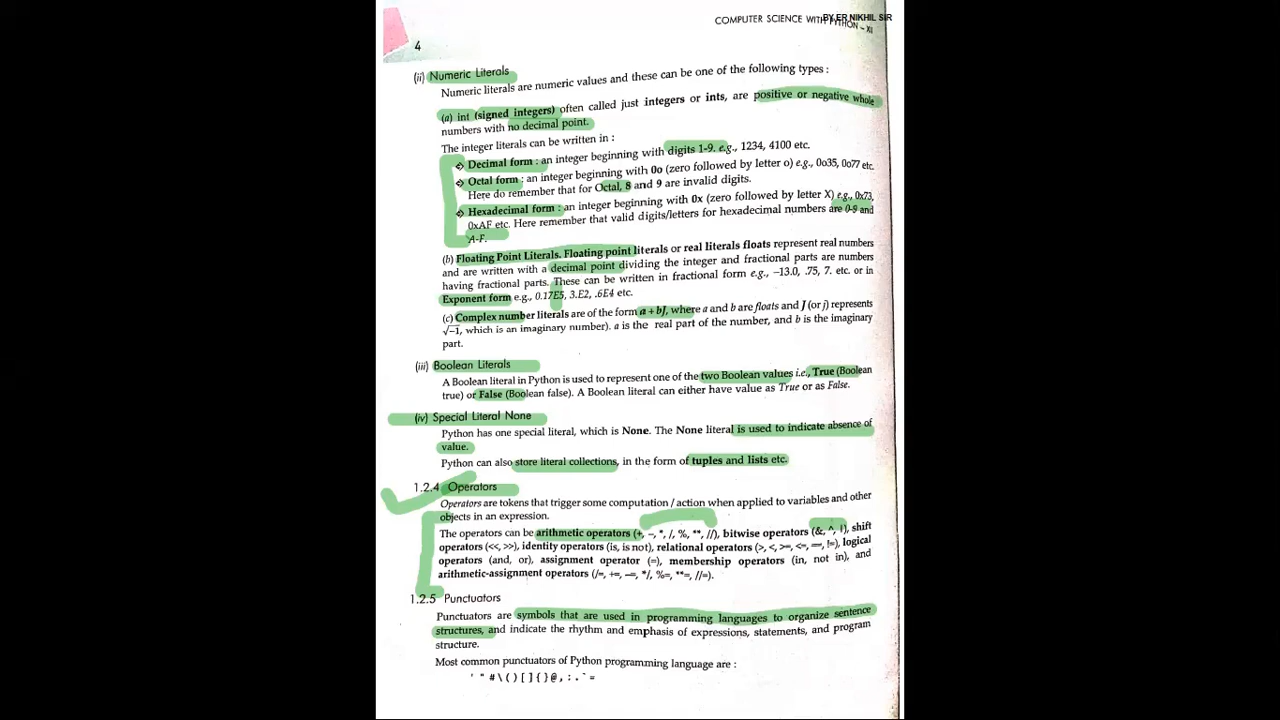 COMPUTER SCIENCE WITH PYTHON – XI
BY ER NIKHIL SIR
4
(ii) Numeric Literals
Numeric literals are numeric values and these can be one of the following types :
(a) int (signed integers) often called just integers or ints, are positive or negative whole
numbers with no decimal point.
The integer literals can be written in :
Decimal form : an integer beginning with digits 1-9. e.g., 1234, 4100 etc.
Octal form : an integer beginning with 0o (zero followed by letter o) e.g., 0o35, 0o77 etc.
Here do remember that for Octal, 8 and 9 are invalid digits.
Hexadecimal form : an integer beginning with 0x (zero followed by letter X) e.g., 0x73,
0xAF etc. Here remember that valid digits/letters for hexadecimal numbers are 0-9 and
A-F.
(b) Floating Point Literals. Floating point literals or real literals floats represent real numbers
and are written with a decimal point dividing the integer and fractional parts are numbers
having fractional parts. These can be written in fractional form e.g., –13.0, .75, 7. etc. or in
Exponent form e.g., 0.17E5, 3.E2, .6E4 etc.
(c) Complex number literals are of the form a + bJ, where a and b are floats and J (or j) represents
√–1, which is an imaginary number). a is the real part of the number, and b is the imaginary
part.
(iii) Boolean Literals
A Boolean literal in Python is used to represent one of the two Boolean values i.e., True (Boolean
true) or False (Boolean false). A Boolean literal can either have value as True or as False.
(iv) Special Literal None
Python has one special literal, which is None. The None literal is used to indicate absence of
value.
Python can also store literal collections, in the form of tuples and lists etc.
1.2.4 Operators
Operators are tokens that trigger some computation / action when applied to variables and other
objects in an expression.
The operators can be arithmetic operators (+, –, *, /, %, **, //), bitwise operators (&, ^, |), shift
operators (<<, >>), identity operators (is, is not), relational operators (>, <, >=, <=, ==, !=), logical
operators (and, or), assignment operator (=), membership operators (in, not in), and
arithmetic-assignment operators (/=, +=, –=, */, %=, **=, //=).
1.2.5 Punctuators
Punctuators are symbols that are used in programming languages to organize sentence
structures, and indicate the rhythm and emphasis of expressions, statements, and program
structure.
Most common punctuators of Python programming language are :
' " # \ ( ) [ ] { } @ , : . ` =